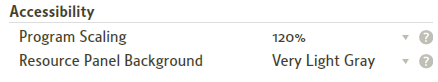 Accessibility
Program Scaling 120% ?
Resource Panel Background Very Light Gray ?